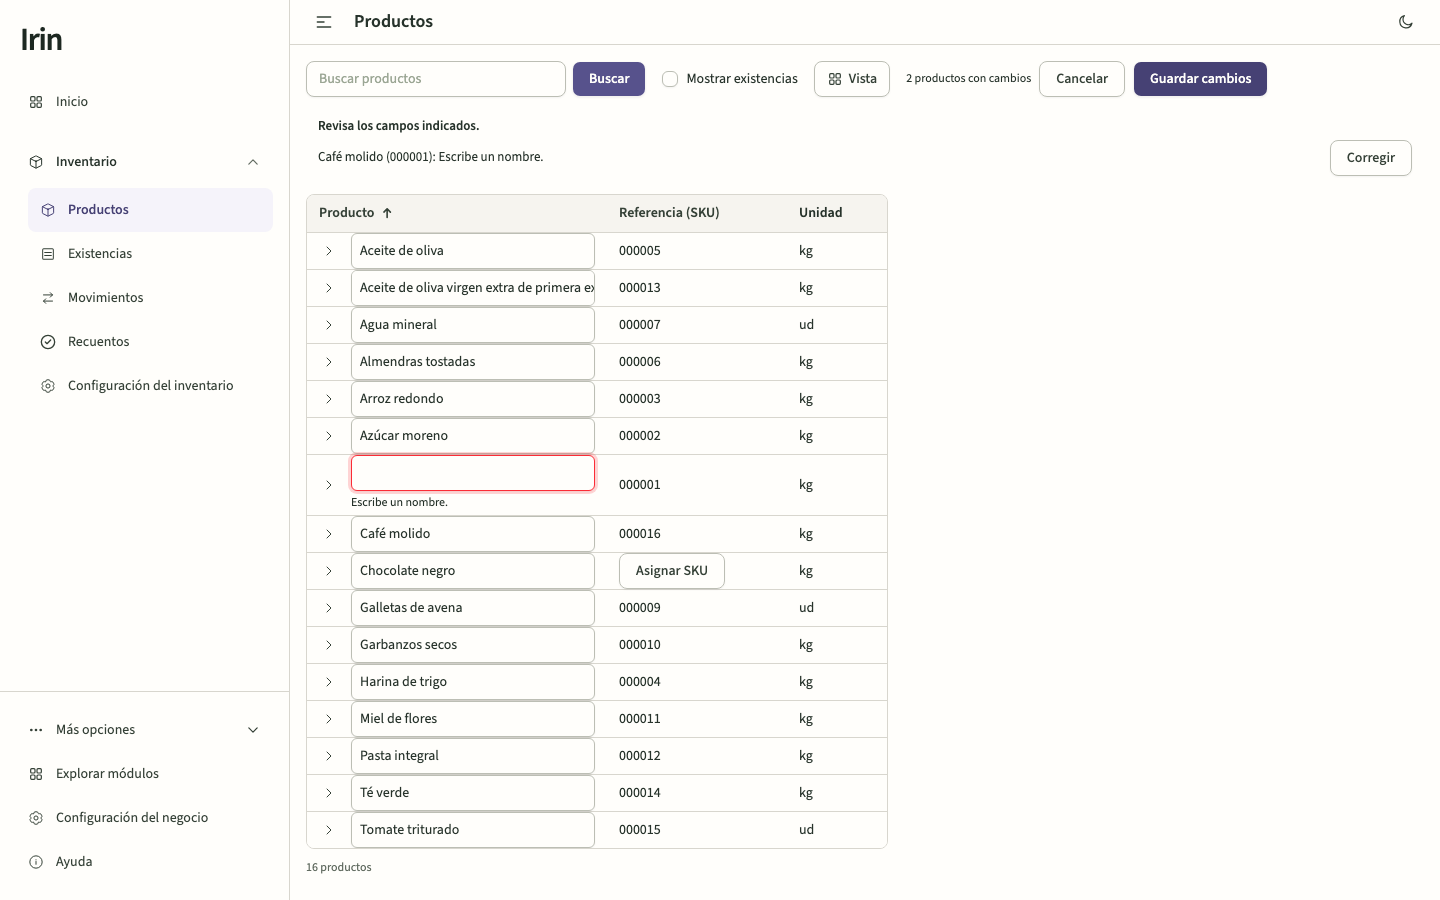 Irin
Inicio
Inventario
Productos
Existencias
Movimientos
Recuentos
Configuración del inventario
Más opciones
Explorar módulos
Configuración del negocio
Ayuda
Productos
Buscar productos
Buscar
Mostrar existencias
Vista
2 productos con cambios
Cancelar
Guardar cambios
Revisa los campos indicados.
Café molido (000001): Escribe un nombre.
Corregir
Producto Referencia (SKU) Unidad
Aceite de oliva 000005 kg
Aceite de oliva virgen extra de primera ex 000013 kg
Agua mineral 000007 ud
Almendras tostadas 000006 kg
Arroz redondo 000003 kg
Azúcar moreno 000002 kg
000001 kg
Escribe un nombre.
Café molido 000016 kg
Chocolate negro Asignar SKU kg
Galletas de avena 000009 ud
Garbanzos secos 000010 kg
Harina de trigo 000004 kg
Miel de flores 000011 kg
Pasta integral 000012 kg
Té verde 000014 kg
Tomate triturado 000015 ud
16 productos